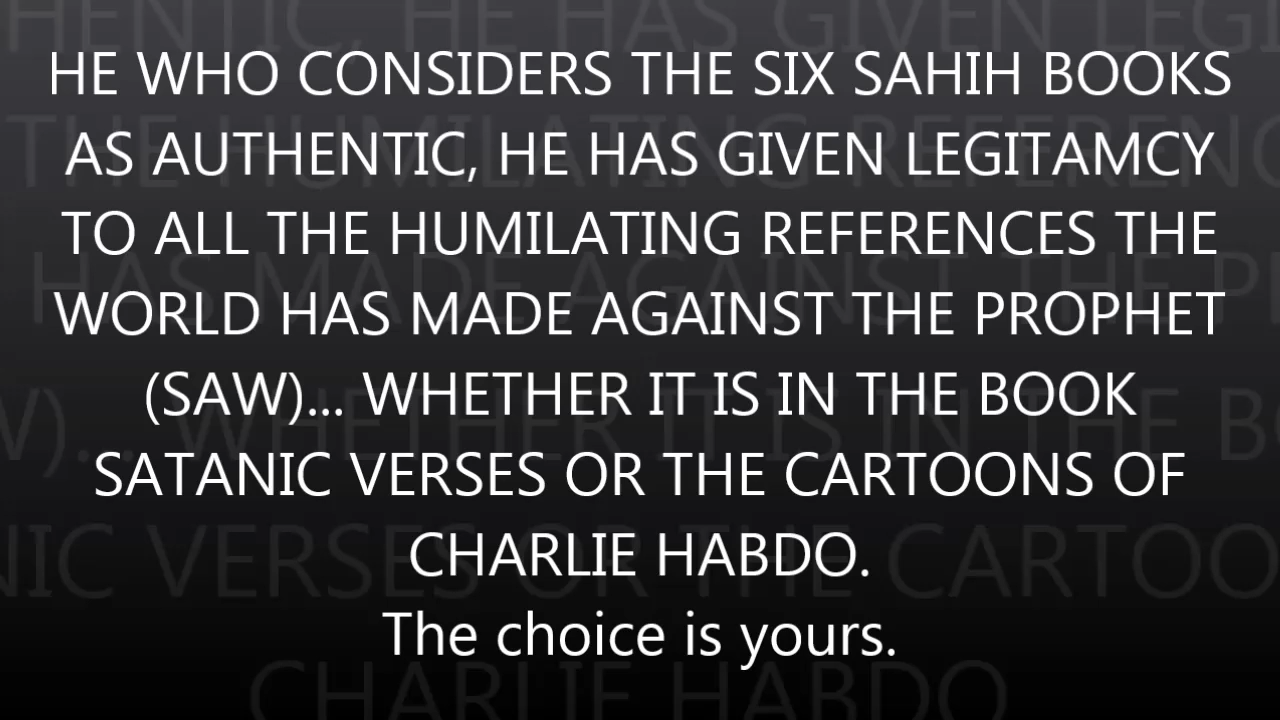 HE WHO CONSIDERS THE SIX SAHIH BOOKS
AS AUTHENTIC, HE HAS GIVEN LEGITAMCY
TO ALL THE HUMILATING REFERENCES THE
WORLD HAS MADE AGAINST THE PROPHET
(SAW)... WHETHER IT IS IN THE BOOK
SATANIC VERSES OR THE CARTOONS OF
CHARLIE HABDO.
The choice is yours.